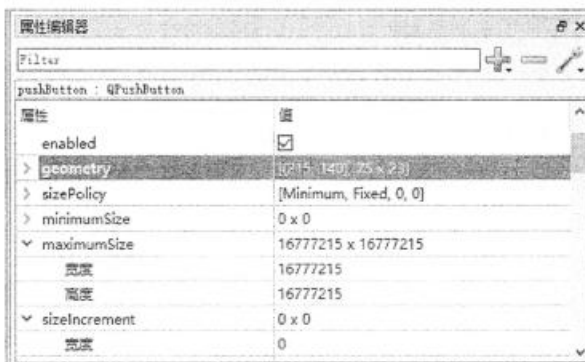 属性编辑器
Filter
pushButton : QPushButton
属性 值
enabled
geometry [(215, 140), 75 x 23]
sizePolicy [Minimum, Fixed, 0, 0]
minimumSize 0 x 0
maximumSize 16777215 x 16777215
宽度 16777215
高度 16777215
sizeIncrement 0 x 0
宽度 0